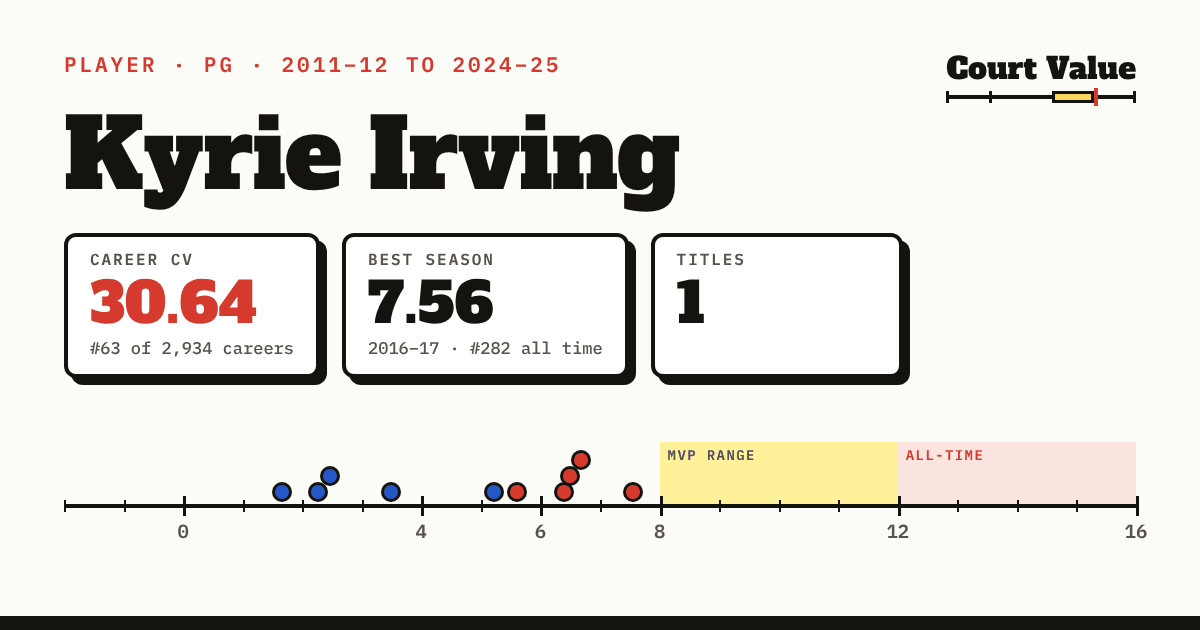 PLAYER · PG · 2011–12 TO 2024–25
Court Value
Kyrie Irving
CAREER CV
30.64
#63 of 2,934 careers
BEST SEASON
7.56
2016–17 · #282 all time
TITLES
1
MVP RANGE
ALL-TIME
0 4 6 8 12 16